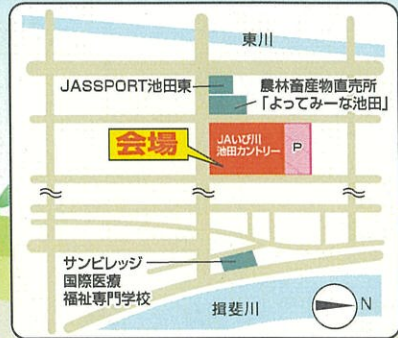 東川
JASSPORT池田東
農林畜産物直売所
「よってみーな池田」
会場
JAいび川
池田カントリー
P
サンビレッジ
国際医療
福祉専門学校
揖斐川
N